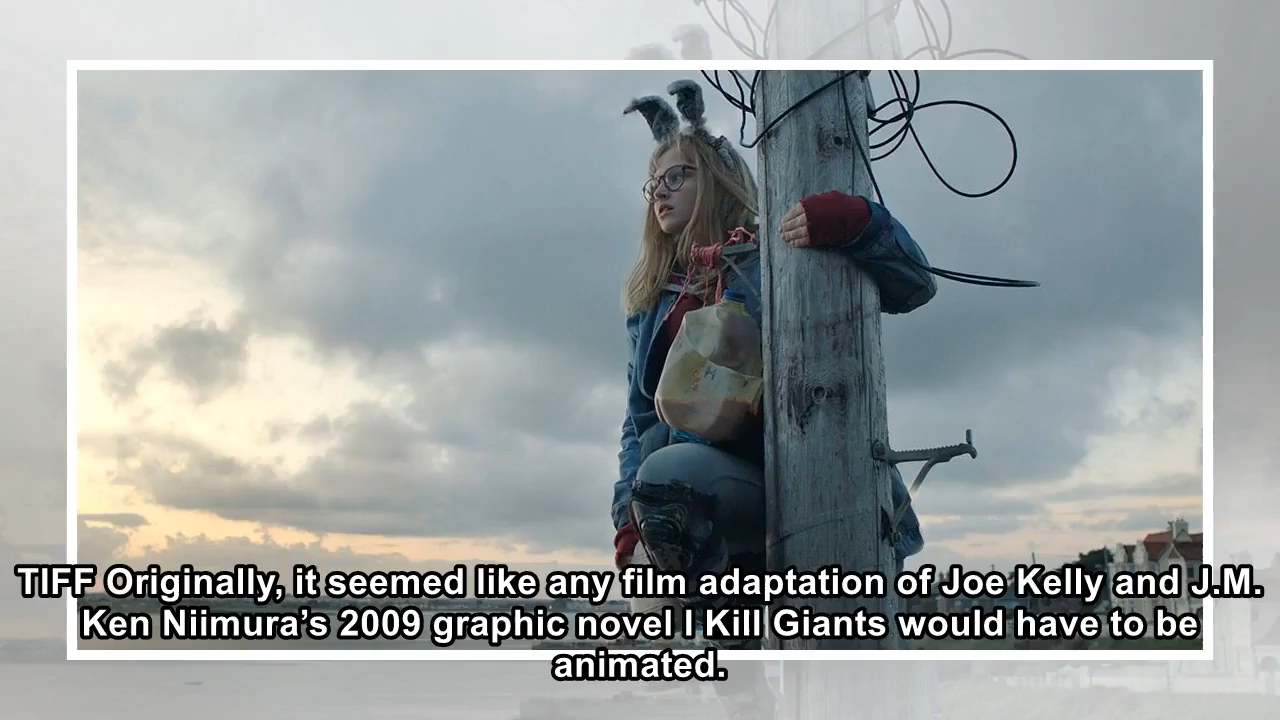 TIFF Originally, it seemed like any film adaptation of Joe Kelly and J.M.
Ken Niimura’s 2009 graphic novel I Kill Giants would have to be
animated.